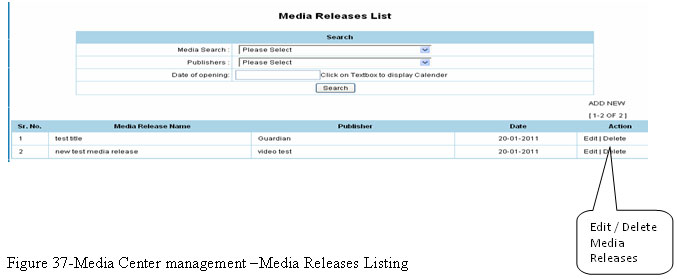 Media Releases List
Search
Media Search : Please Select
Publishers : Please Select
Date of opening: Click on Textbox to display Calender
Search
ADD NEW
[1-2 OF 2]
Sr. No. Media Release Name Publisher Date Action
1 test title Guardian 20-01-2011 Edit | Delete
2 new test media release video test 20-01-2011 Edit | Delete
Edit / Delete
Media
Releases
Figure 37-Media Center management –Media Releases Listing